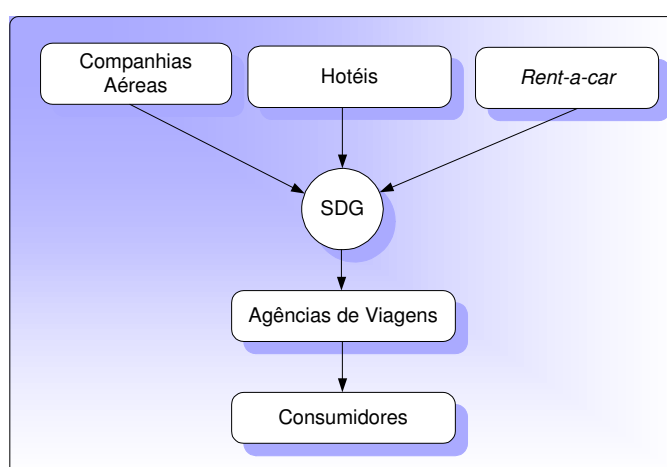 Companhias
Aéreas
Hotéis
Rent-a-car
SDG
Agências de Viagens
Consumidores